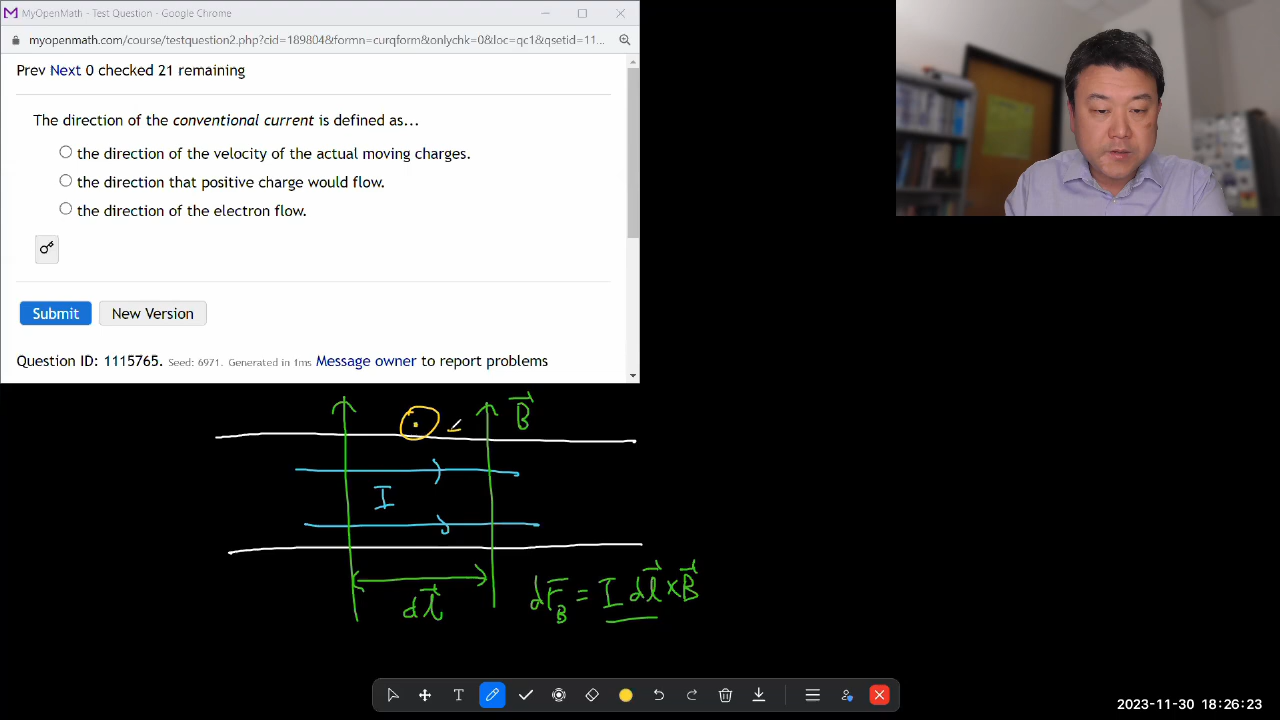 MyOpenMath - Test Question - Google Chrome
myopenmath.com/course/testquestion2.php?cid=189804&formn=curqform&onlychk=0&loc=qc1&qsetid=11...
Prev Next 0 checked 21 remaining
The direction of the conventional current is defined as...
the direction of the velocity of the actual moving charges.
the direction that positive charge would flow.
the direction of the electron flow.
Submit New Version
Question ID: 1115765. Seed: 6971. Generated in 1ms Message owner to report problems
B⃗
I
dl⃗
dF⃗_B = I dl⃗ × B⃗
T
2023-11-30 18:26:23